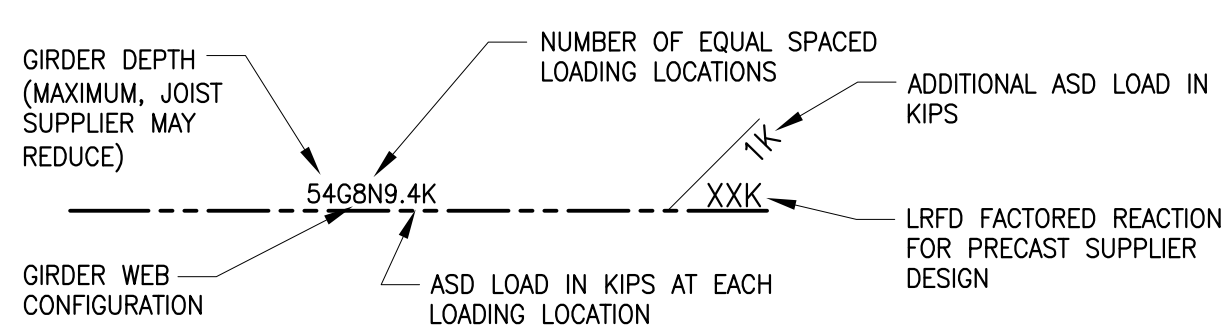 GIRDER DEPTH
(MAXIMUM, JOIST
SUPPLIER MAY
REDUCE)
NUMBER OF EQUAL SPACED
LOADING LOCATIONS
ADDITIONAL ASD LOAD IN
KIPS
1K
54G8N9.4K
XXK
LRFD FACTORED REACTION
FOR PRECAST SUPPLIER
DESIGN
GIRDER WEB
CONFIGURATION
ASD LOAD IN KIPS AT EACH
LOADING LOCATION